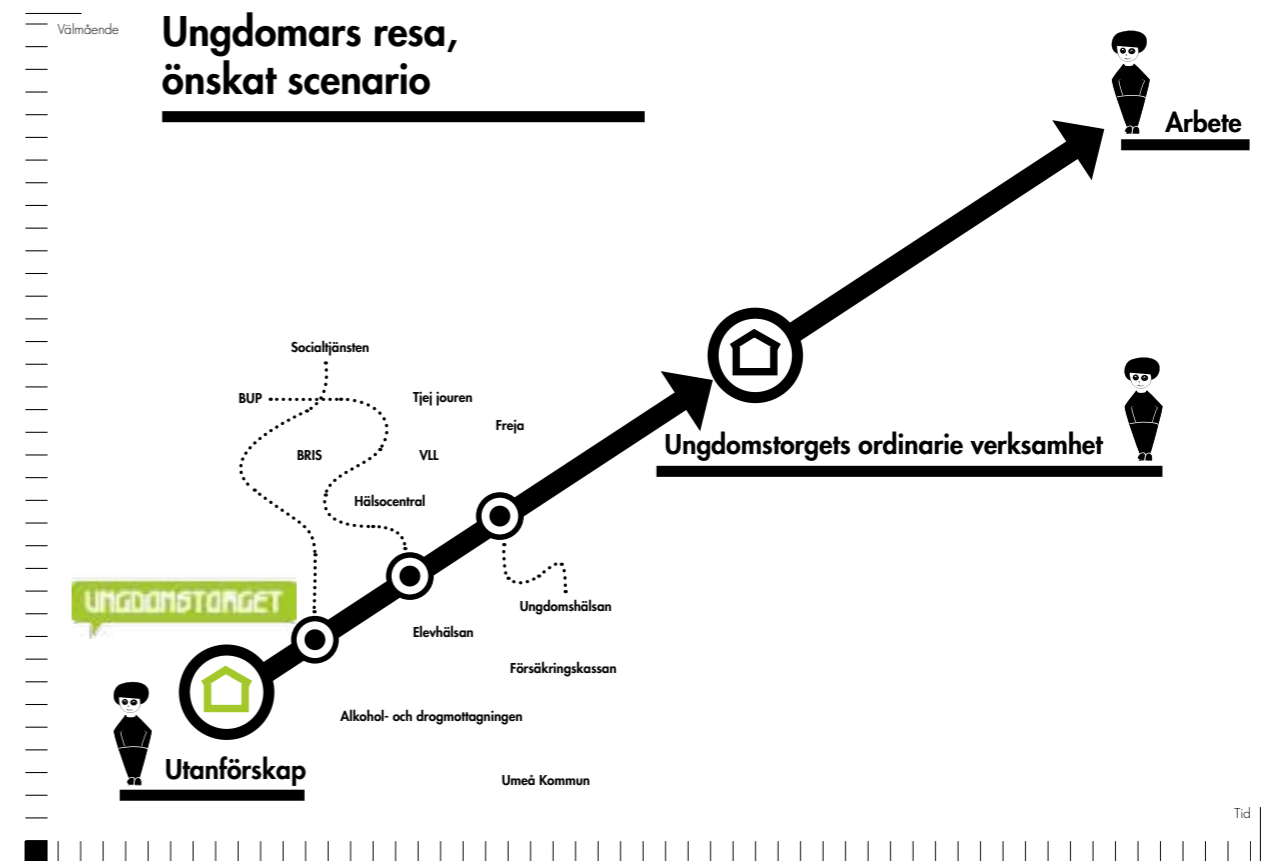 Välmående
Ungdomars resa,
önskat scenario
Arbete
Socialtjänsten
BUP
Tjej jouren
Freja
BRIS
VLL
Ungdomstorgets ordinarie verksamhet
Hälsocentral
UNGDOMSTORGET
Ungdomshälsan
Elevhälsan
Försäkringskassan
Alkohol- och drogmottagningen
Utanförskap
Umeå Kommun
Tid